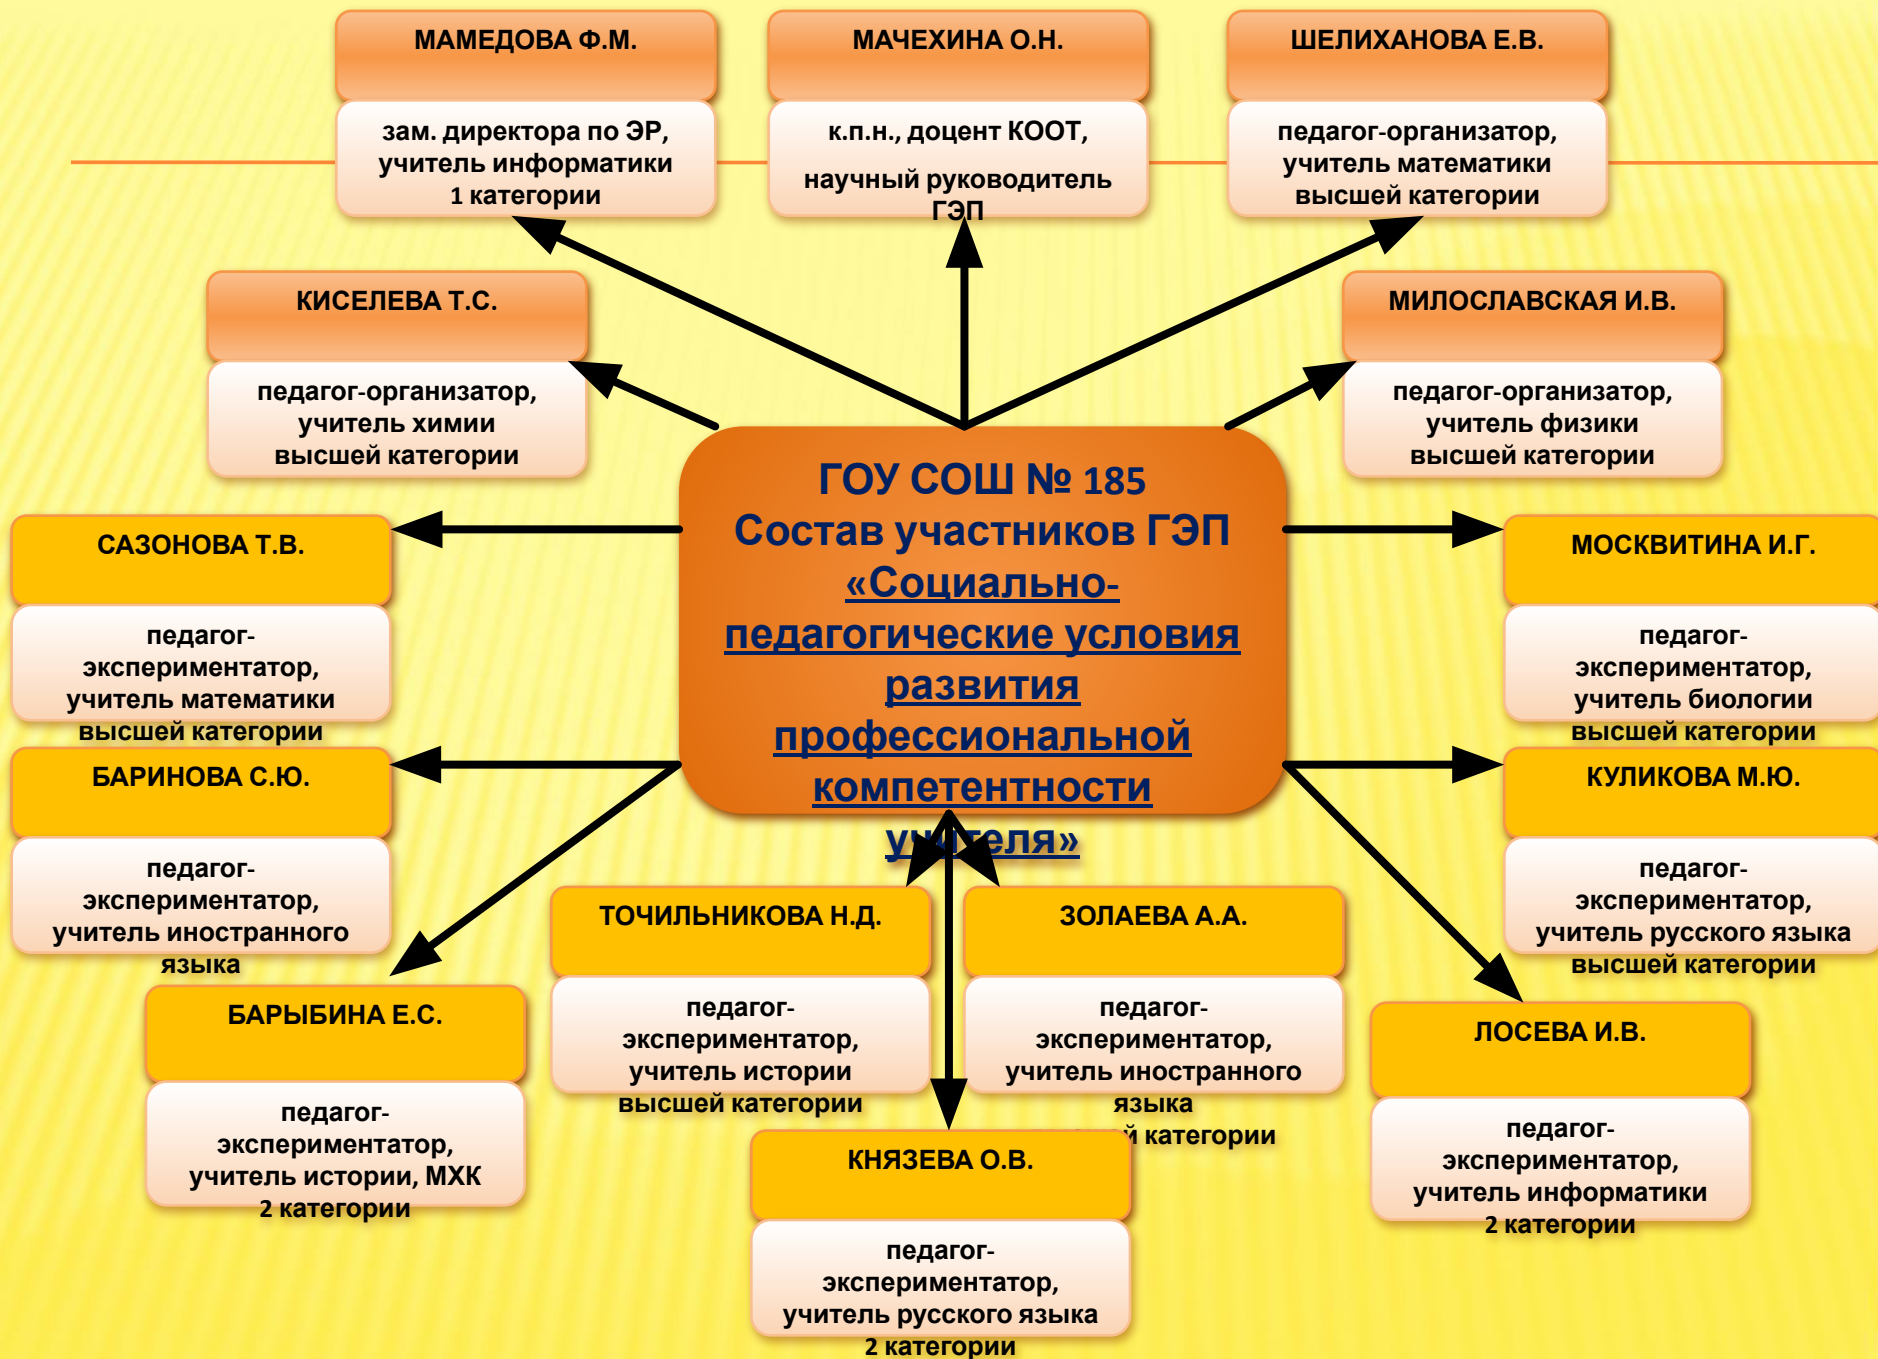 МАМЕДОВА Ф.М.
зам. директора по ЭР,
учитель информатики
1 категории
МАЧЕХИНА О.Н.
к.п.н., доцент КООТ,
научный руководитель
ГЭП
ШЕЛИХАНОВА Е.В.
педагог-организатор,
учитель математики
высшей категории
КИСЕЛЕВА Т.С.
педагог-организатор,
учитель химии
высшей категории
МИЛОСЛАВСКАЯ И.В.
педагог-организатор,
учитель физики
высшей категории
ГОУ СОШ № 185
Состав участников ГЭП
«Социально-
педагогические условия
развития
профессиональной
компетентности
учителя»
САЗОНОВА Т.В.
педагог-
экспериментатор,
учитель математики
высшей категории
МОСКВИТИНА И.Г.
педагог-
экспериментатор,
учитель биологии
высшей категории
БАРИНОВА С.Ю.
педагог-
экспериментатор,
учитель иностранного
языка
КУЛИКОВА М.Ю.
педагог-
экспериментатор,
учитель русского языка
высшей категории
БАРЫБИНА Е.С.
педагог-
экспериментатор,
учитель истории, МХК
2 категории
ТОЧИЛЬНИКОВА Н.Д.
педагог-
экспериментатор,
учитель истории
высшей категории
ЗОЛАЕВА А.А.
педагог-
экспериментатор,
учитель иностранного
языка
категории
ЛОСЕВА И.В.
педагог-
экспериментатор,
учитель информатики
2 категории
КНЯЗЕВА О.В.
педагог-
экспериментатор,
учитель русского языка
2 категории